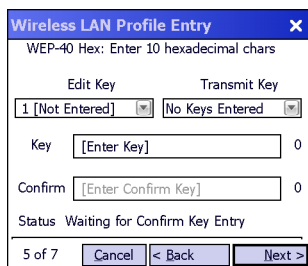 Wireless LAN Profile Entry X
WEP-40 Hex: Enter 10 hexadecimal chars
Edit Key Transmit Key
1 [Not Entered] No Keys Entered
Key [Enter Key] 0
Confirm [Enter Confirm Key] 0
Status Waiting for Confirm Key Entry
5 of 7 Cancel < Back Next >